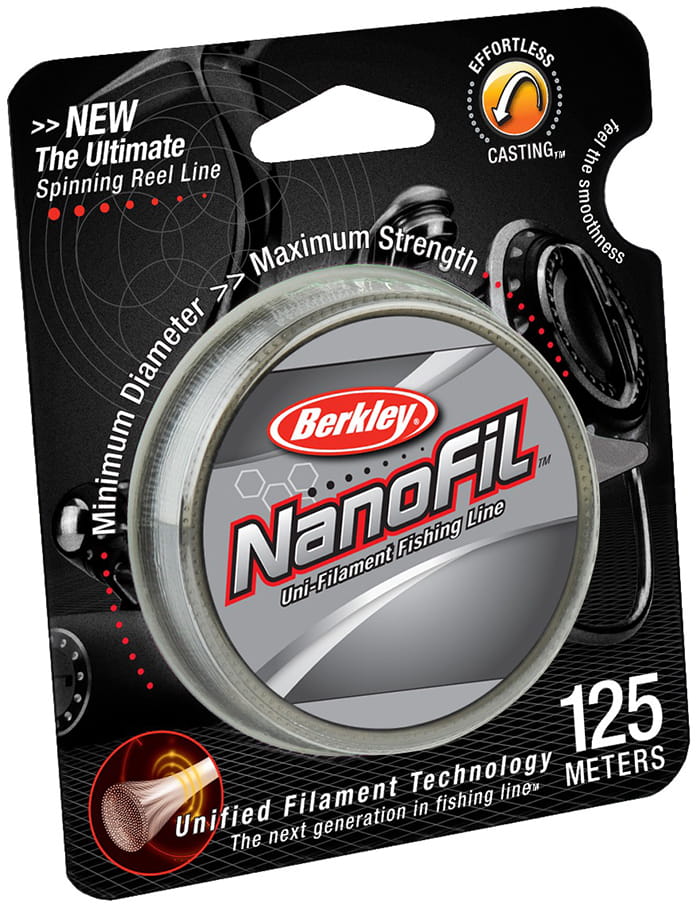 >> NEW
The Ultimate
Spinning Reel Line
EFFORTLESS
CASTING™
feel the smoothness
Minimum Diameter >> Maximum Strength
Berkley®
NanoFil™
Uni-Filament Fishing Line
125
METERS
Unified Filament Technology
The next generation in fishing line™